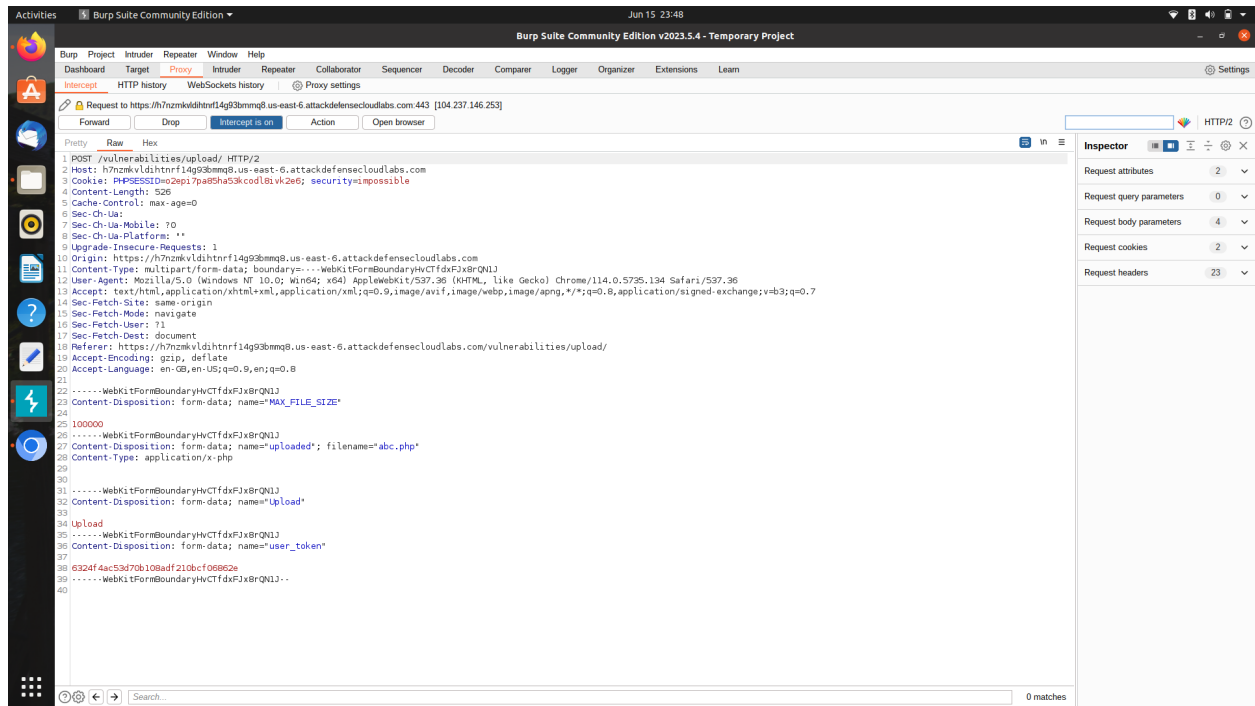 Activities Burp Suite Community Edition Jun 15 23:48
Burp Suite Community Edition v2023.5.4 - Temporary Project
Burp Project Intruder Repeater Window Help
Dashboard Target Proxy Intruder Repeater Collaborator Sequencer Decoder Comparer Logger Organizer Extensions Learn Settings
Intercept HTTP history WebSockets history Proxy settings
Request to https://h7nzmkvldihtnrf14g93bmmq8.us-east-6.attackdefensecloudlabs.com:443 [104.237.146.253]
Forward Drop Intercept is on Action Open browser HTTP/2
Pretty Raw Hex \n
1 POST /vulnerabilities/upload/ HTTP/2
2 Host: h7nzmkvldihtnrf14g93bmmq8.us-east-6.attackdefensecloudlabs.com
3 Cookie: PHPSESSID=o2epi7pa85ha53kcodl8ivk2e6; security=impossible
4 Content-Length: 526
5 Cache-Control: max-age=0
6 Sec-Ch-Ua:
7 Sec-Ch-Ua-Mobile: ?0
8 Sec-Ch-Ua-Platform: ""
9 Upgrade-Insecure-Requests: 1
10 Origin: https://h7nzmkvldihtnrf14g93bmmq8.us-east-6.attackdefensecloudlabs.com
11 Content-Type: multipart/form-data; boundary=----WebKitFormBoundaryHvCTfdxFJx8rQN1J
12 User-Agent: Mozilla/5.0 (Windows NT 10.0; Win64; x64) AppleWebKit/537.36 (KHTML, like Gecko) Chrome/114.0.5735.134 Safari/537.36
13 Accept: text/html,application/xhtml+xml,application/xml;q=0.9,image/avif,image/webp,image/apng,*/*;q=0.8,application/signed-exchange;v=b3;q=0.7
14 Sec-Fetch-Site: same-origin
15 Sec-Fetch-Mode: navigate
16 Sec-Fetch-User: ?1
17 Sec-Fetch-Dest: document
18 Referer: https://h7nzmkvldihtnrf14g93bmmq8.us-east-6.attackdefensecloudlabs.com/vulnerabilities/upload/
19 Accept-Encoding: gzip, deflate
20 Accept-Language: en-GB,en-US;q=0.9,en;q=0.8
21
22 ------WebKitFormBoundaryHvCTfdxFJx8rQN1J
23 Content-Disposition: form-data; name="MAX_FILE_SIZE"
24
25 100000
26 ------WebKitFormBoundaryHvCTfdxFJx8rQN1J
27 Content-Disposition: form-data; name="uploaded"; filename="abc.php"
28 Content-Type: application/x-php
29
30
31 ------WebKitFormBoundaryHvCTfdxFJx8rQN1J
32 Content-Disposition: form-data; name="Upload"
33
34 Upload
35 ------WebKitFormBoundaryHvCTfdxFJx8rQN1J
36 Content-Disposition: form-data; name="user_token"
37
38 6324f4ac53d70b108adf210bcf06862e
39 ------WebKitFormBoundaryHvCTfdxFJx8rQN1J--
40
Search... 0 matches
Inspector
Request attributes 2
Request query parameters 0
Request body parameters 4
Request cookies 2
Request headers 23